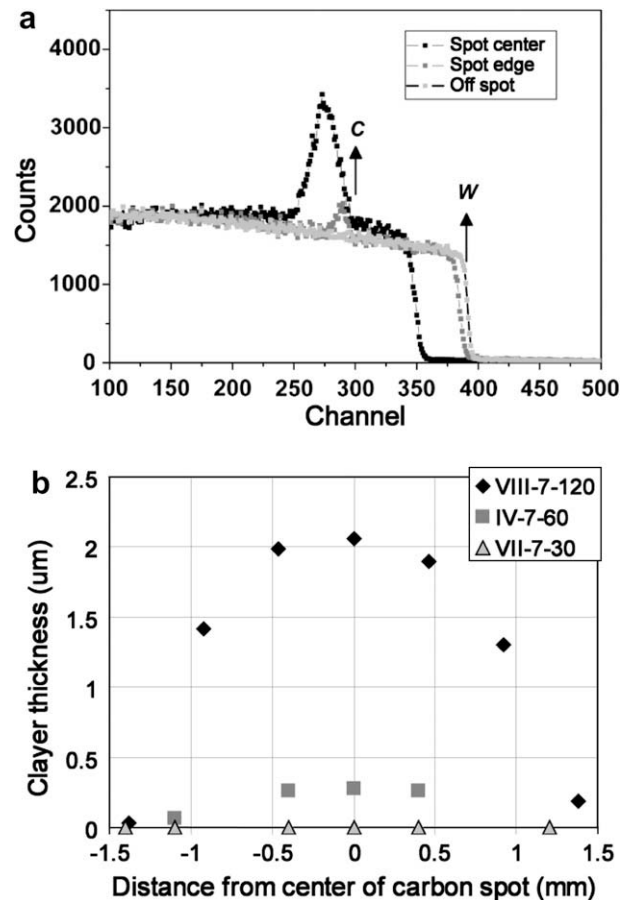 a
4000
3000
2000
1000
0
Counts
Spot center
Spot edge
Off spot
C
W
100 150 200 250 300 350 400 450 500
Channel
b
2.5
2
1.5
1
0.5
0
Clayer thickness (um)
VIII-7-120
IV-7-60
VII-7-30
-1.5 -1 -0.5 0 0.5 1 1.5
Distance from center of carbon spot (mm)